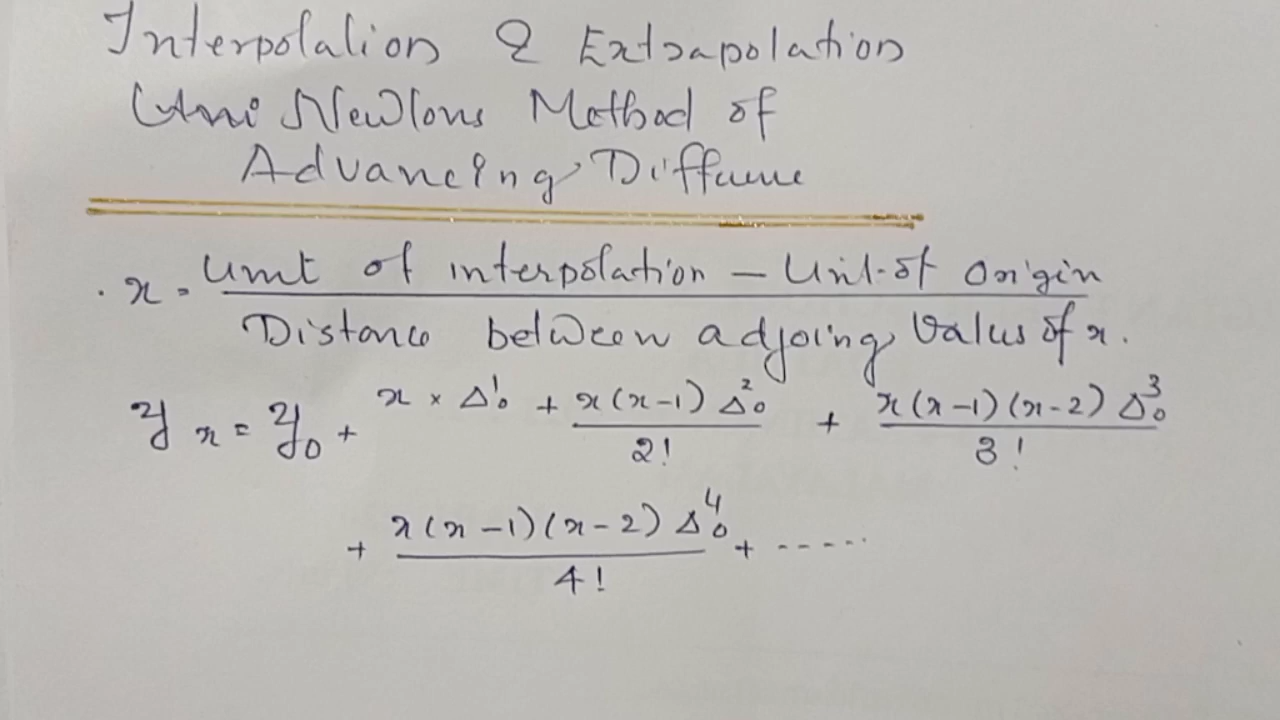 Interpolation & Extrapolation
Using Newtons Method of
Advancing Difference
x = Unit of interpolation - Unit of Origin
Distance between adjoing Values of x.
y x = y0 + x × Δ¹0 + x(x-1) Δ²0 / 2! + x(x-1)(x-2) Δ³0 / 3!
+ x(x-1)(x-2) Δ⁴0 / 4! + ......